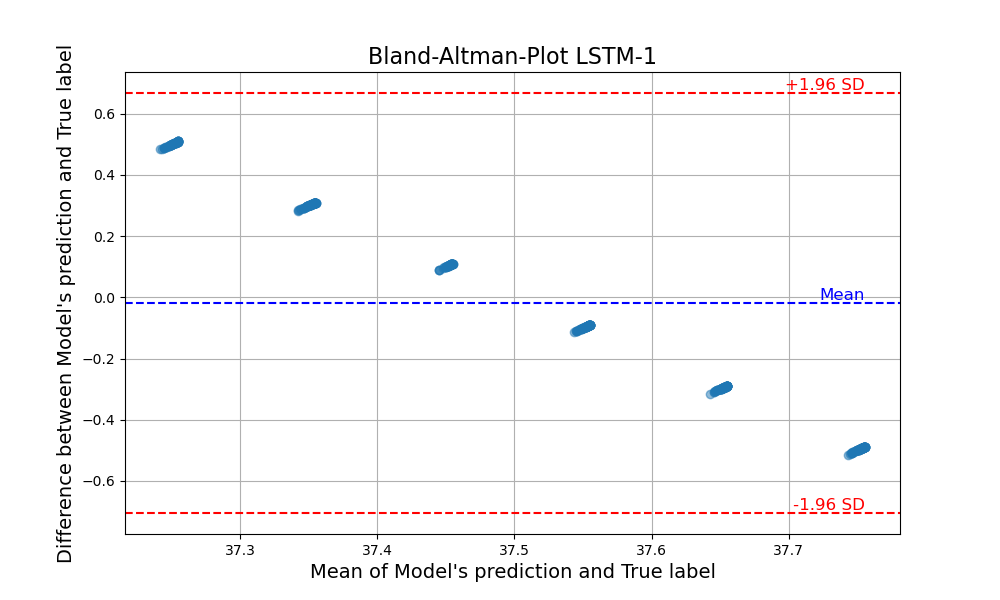 Bland-Altman-Plot LSTM-1
Difference between Model's prediction and True label
0.6
0.4
0.2
0.0
−0.2
−0.4
−0.6
+1.96 SD
Mean
-1.96 SD
37.3 37.4 37.5 37.6 37.7
Mean of Model's prediction and True label